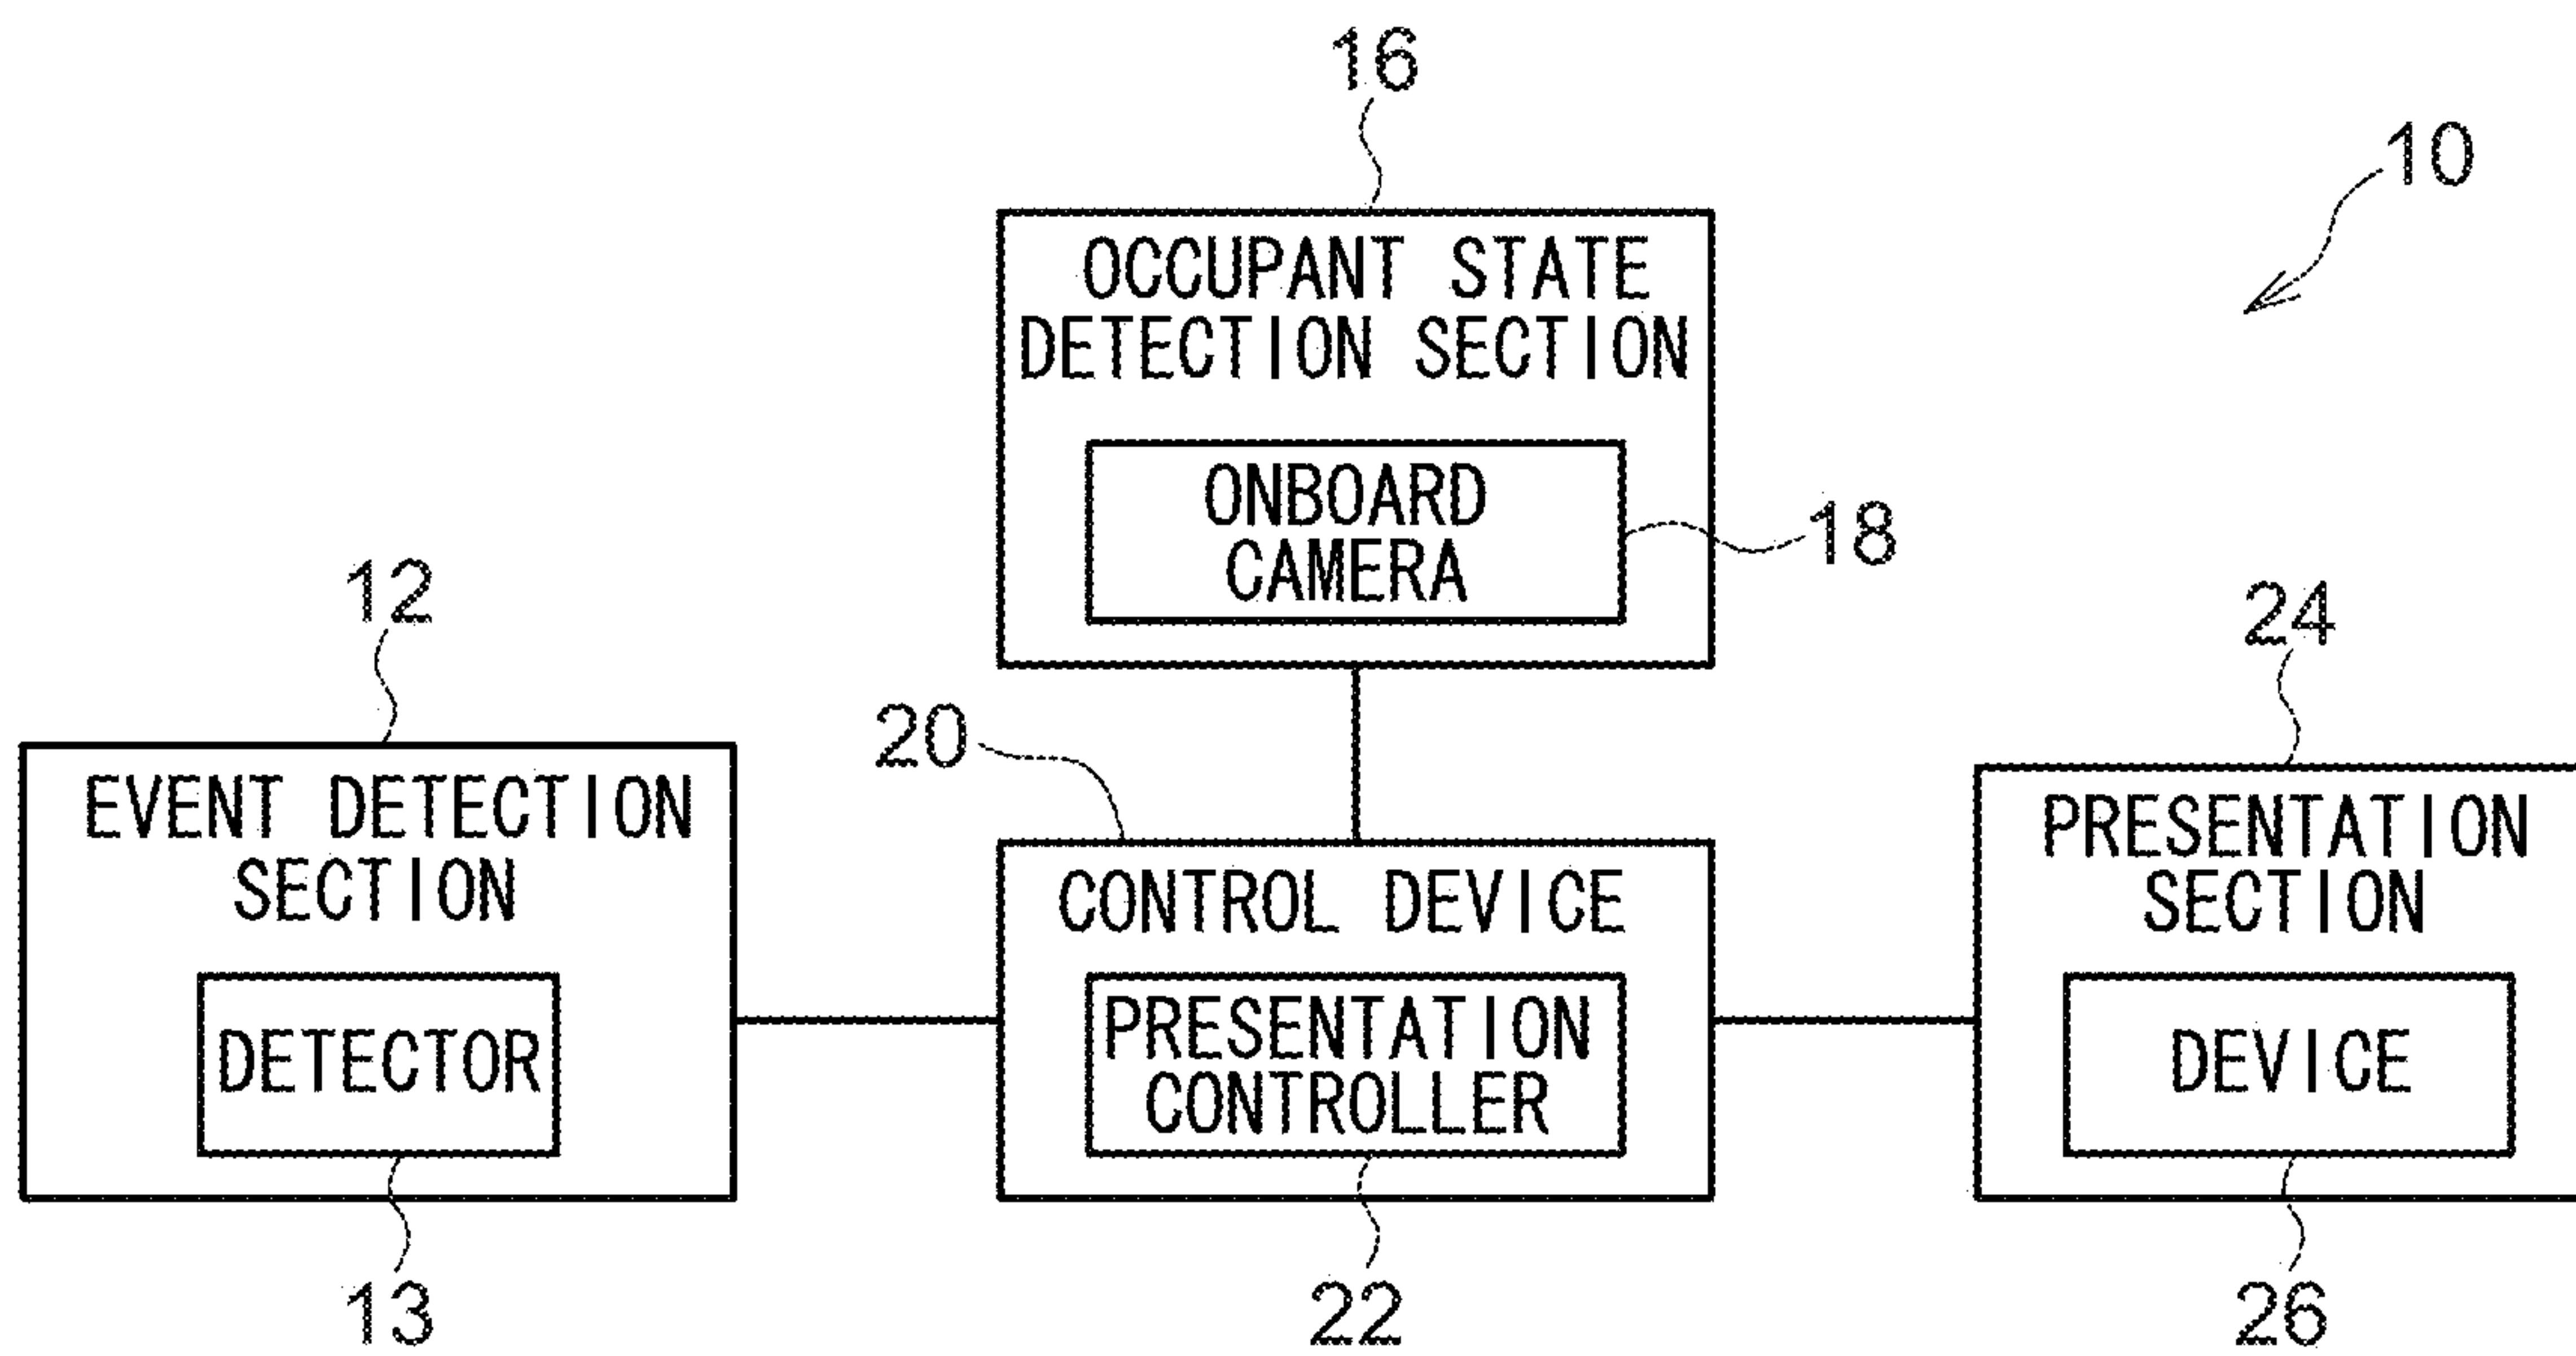 16
10
OCCUPANT STATE
DETECTION SECTION
ONBOARD
CAMERA
18
12
EVENT DETECTION
SECTION
DETECTOR
13
20
CONTROL DEVICE
PRESENTATION
CONTROLLER
22
24
PRESENTATION
SECTION
DEVICE
26